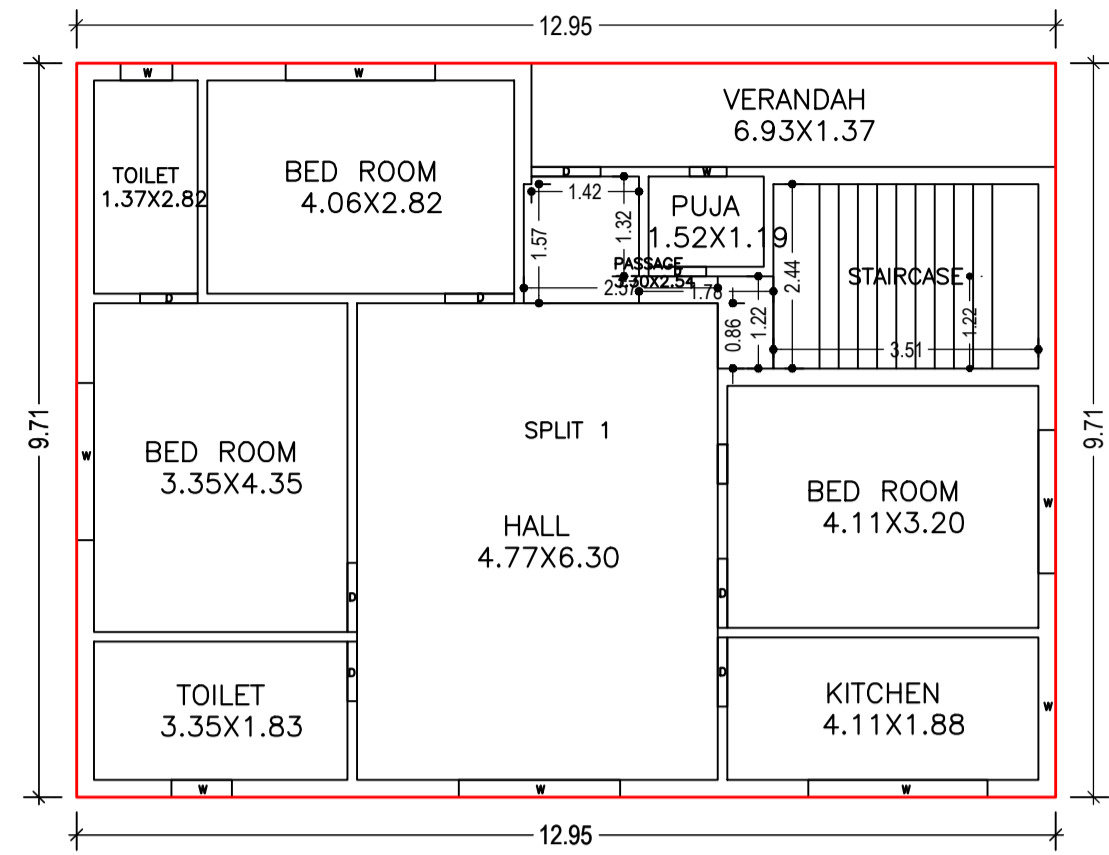 12.95
W
W
VERANDAH
6.93X1.37
TOILET
1.37X2.82
BED ROOM
4.06X2.82
D
W
1.42
PUJA
1.52X1.19
1.57
1.32
PASSAGE
3.30X2.54
D
2.57
1.78
STAIRCASE
2.44
1.22
0.86
1.22
3.51
D
D
9.71
9.71
W
BED ROOM
3.35X4.35
SPLIT 1
HALL
4.77X6.30
BED ROOM
4.11X3.20
W
D
D
TOILET
3.35X1.83
D
D
KITCHEN
4.11X1.88
W
W
W
W
12.95